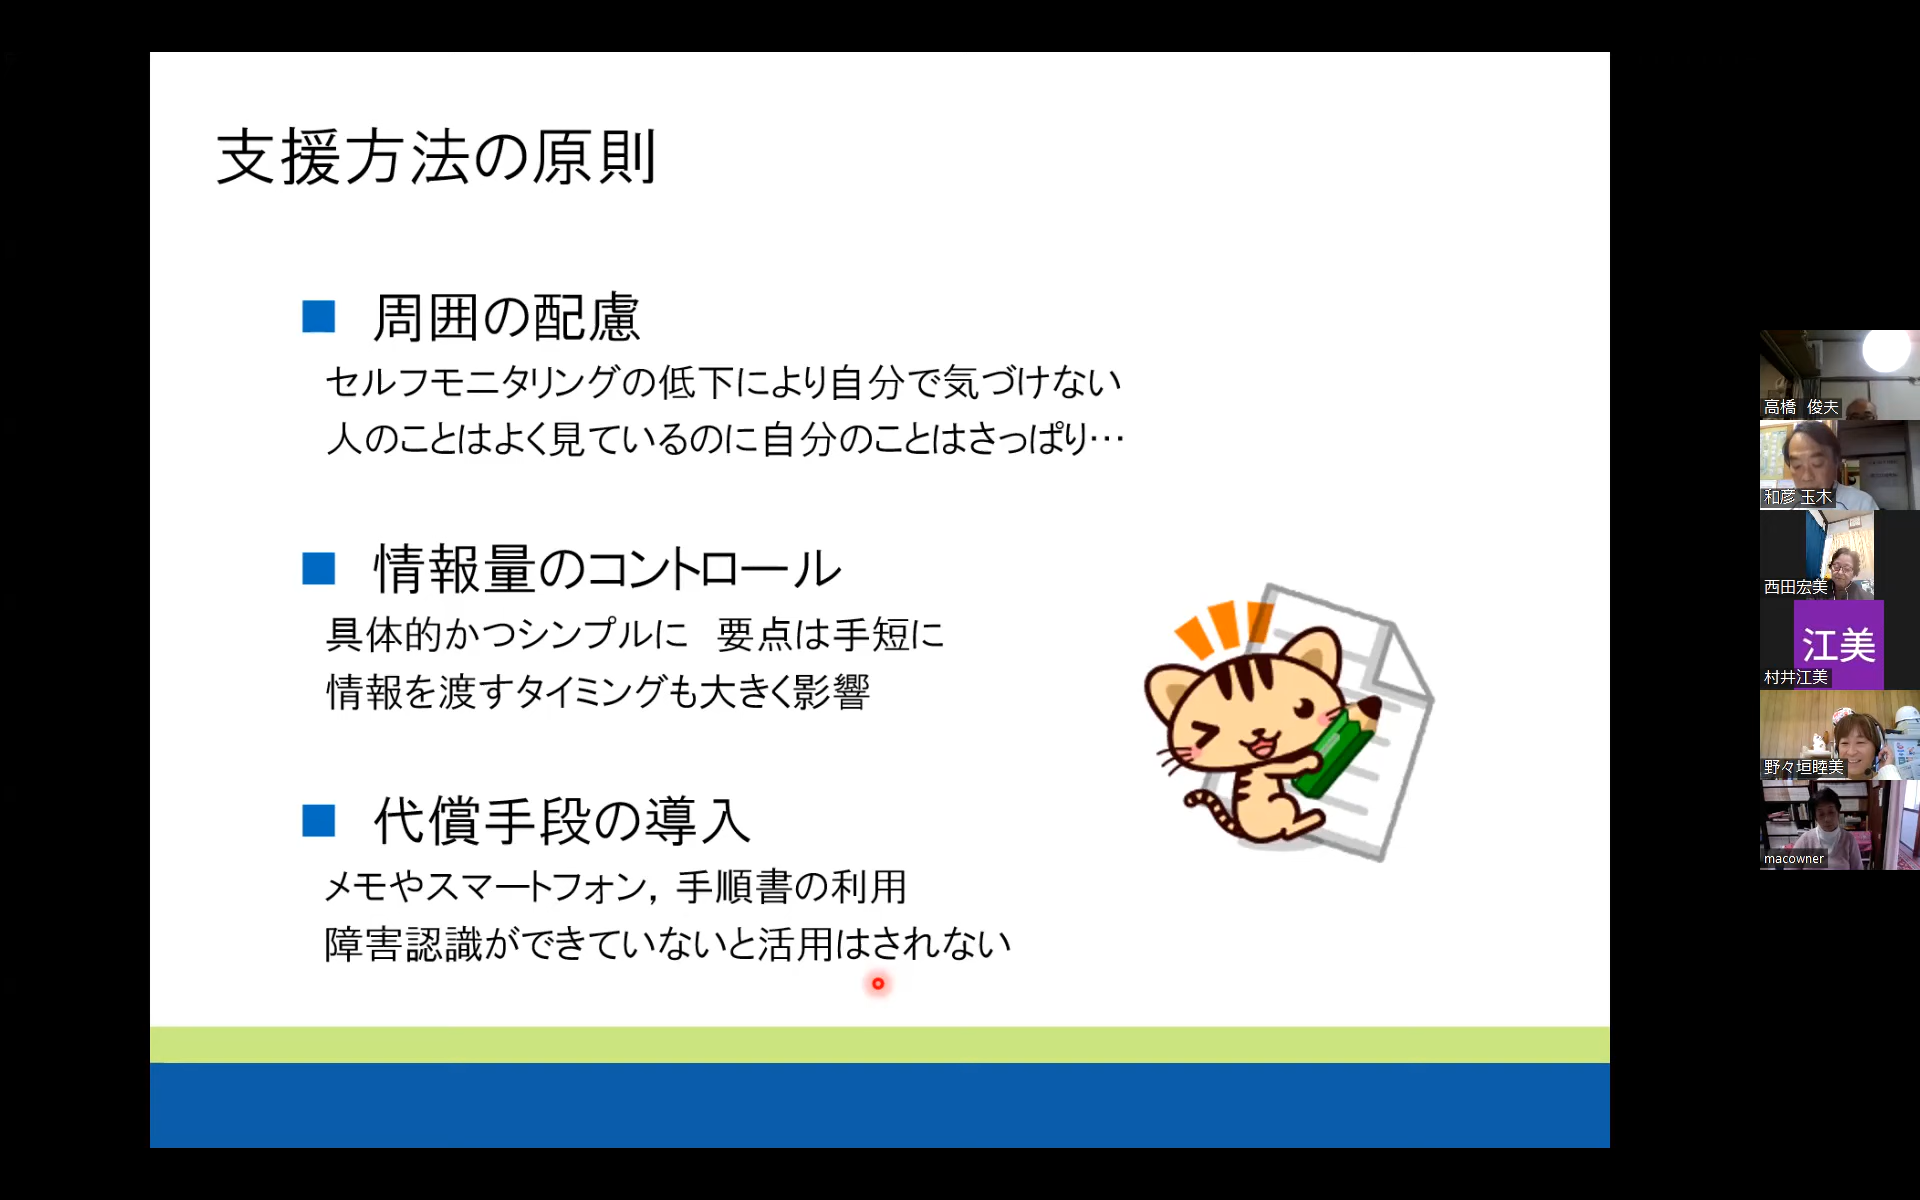 支援方法の原則
■ 周囲の配慮
セルフモニタリングの低下により自分で気づけない
人のことはよく見ているのに自分のことはさっぱり…
■ 情報量のコントロール
具体的かつシンプルに　要点は手短に
情報を渡すタイミングも大きく影響
■ 代償手段の導入
メモやスマートフォン，手順書の利用
障害認識ができていないと活用はされない
高橋　俊夫
和彦 玉木
西田宏美
江美
村井江美
野々垣睦美
macowner